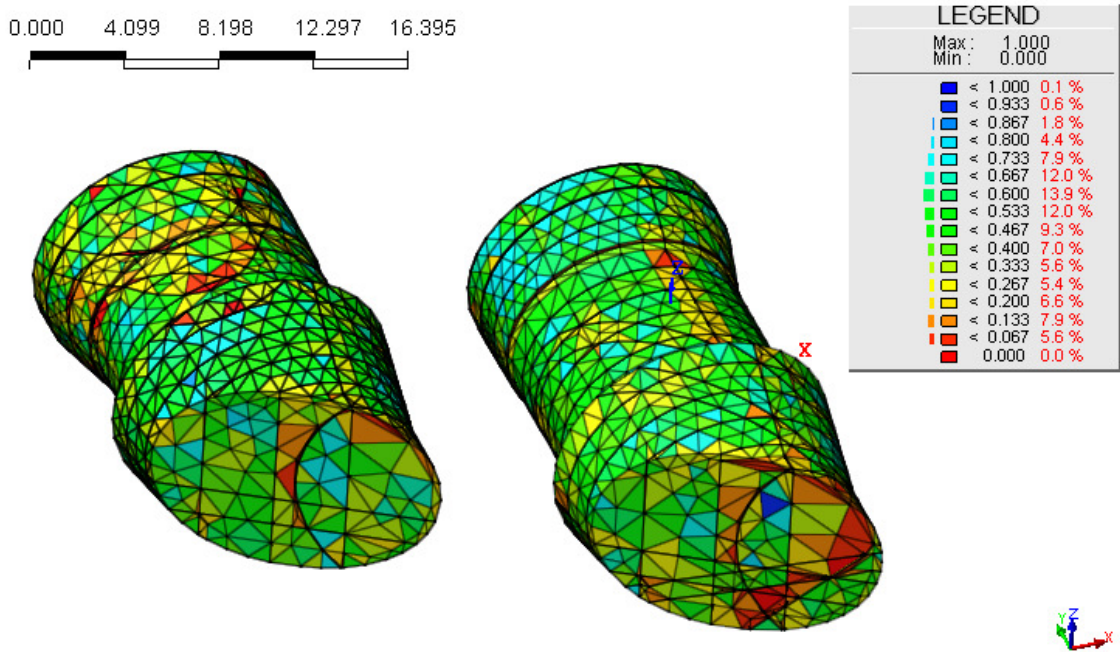 0.000 4.099 8.198 12.297 16.395
LEGEND
Max : 1.000
Min : 0.000
< 1.000 0.1 %
< 0.933 0.6 %
< 0.867 1.8 %
< 0.800 4.4 %
< 0.733 7.9 %
< 0.667 12.0 %
< 0.600 13.9 %
< 0.533 12.0 %
< 0.467 9.3 %
< 0.400 7.0 %
< 0.333 5.6 %
< 0.267 5.4 %
< 0.200 6.6 %
< 0.133 7.9 %
< 0.067 5.6 %
0.000 0.0 %
Z
X
Z
Y
X